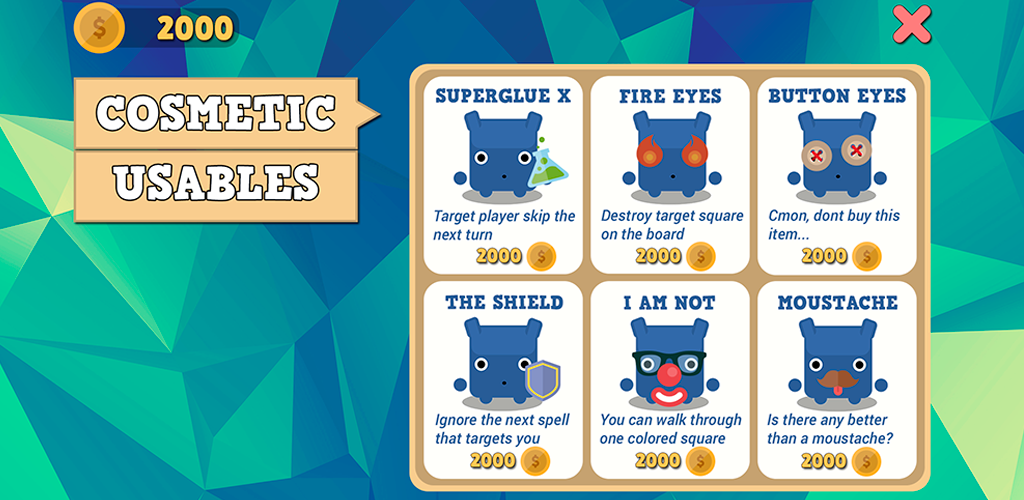 2000
COSMETIC
USABLES
SUPERGLUE X
Target player skip the
next turn
2000
FIRE EYES
Destroy target square
on the board
2000
BUTTON EYES
Cmon, dont buy this
item...
2000
THE SHIELD
Ignore the next spell
that targets you
2000
I AM NOT
You can walk through
one colored square
2000
MOUSTACHE
Is there any better
than a moustache?
2000